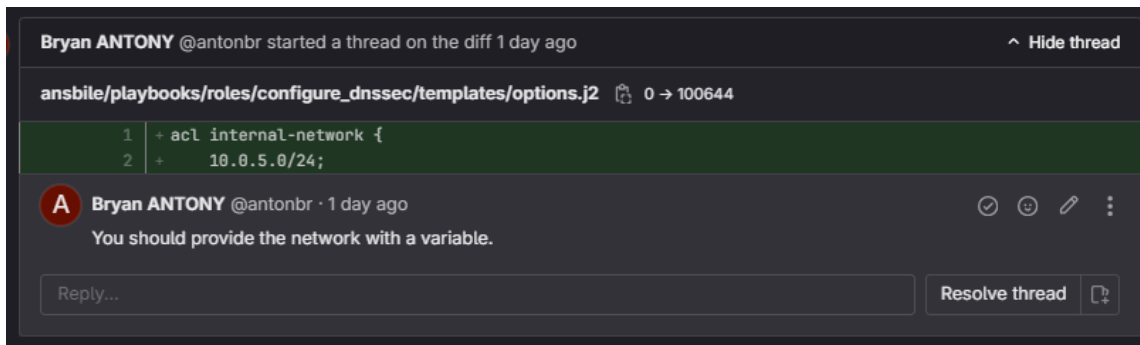 Bryan ANTONY @antonbr started a thread on the diff 1 day ago
Hide thread
ansbile/playbooks/roles/configure_dnssec/templates/options.j2 0 → 100644
1 + acl internal-network {
2 + 10.0.5.0/24;
A
Bryan ANTONY @antonbr · 1 day ago
You should provide the network with a variable.
Reply...
Resolve thread